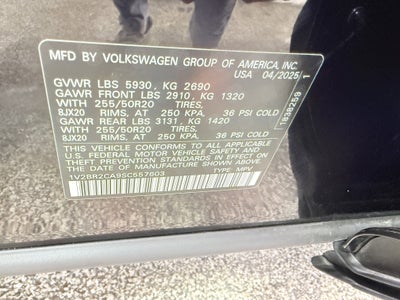 MFD BY VOLKSWAGEN GROUP OF AMERICA, INC.
USA 04/2025
GVWR LBS 5930, KG 2690
GAWR FRONT LBS 2910, KG 1320
WITH 255/50R20 TIRES,
8JX20 RIMS, AT 250 KPA, 36 PSI COLD
GAWR REAR LBS 3131, KG 1420
WITH 255/50R20 TIRES,
8JX20 RIMS, AT 250 KPA, 36 PSI COLD
THIS VEHICLE CONFORMS TO ALL APPLICABLE
U.S. FEDERAL MOTOR VEHICLE SAFETY AND
THEFT PREVENTION STANDARDS IN EFFECT ON
THE DATE OF MANUFACTURE SHOWN ABOVE.
1V2BR2CA9SC557603 TYPE: MPV
1838259 1